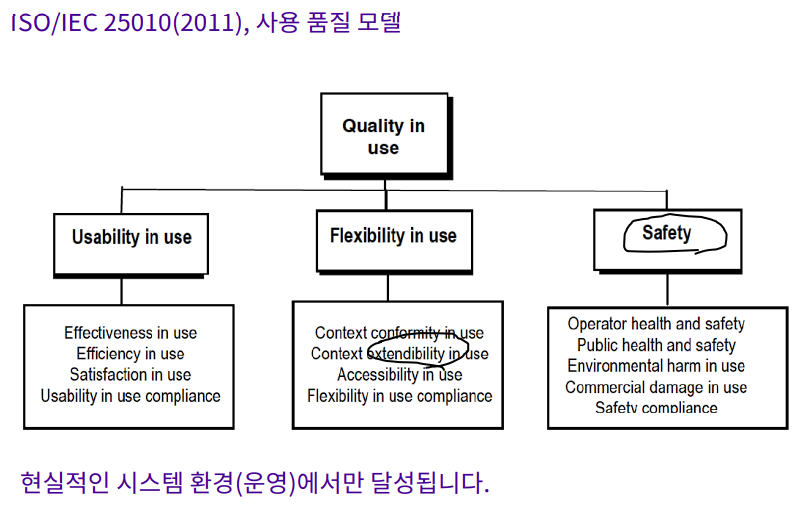 ISO/IEC 25010(2011), 사용 품질 모델
Quality in
use
Usability in use
Flexibility in use
Safety
Effectiveness in use
Efficiency in use
Satisfaction in use
Usability in use compliance
Context conformity in use
Context extendibility in use
Accessibility in use
Flexibility in use compliance
Operator health and safety
Public health and safety
Environmental harm in use
Commercial damage in use
Safety compliance
현실적인 시스템 환경(운영)에서만 달성됩니다.